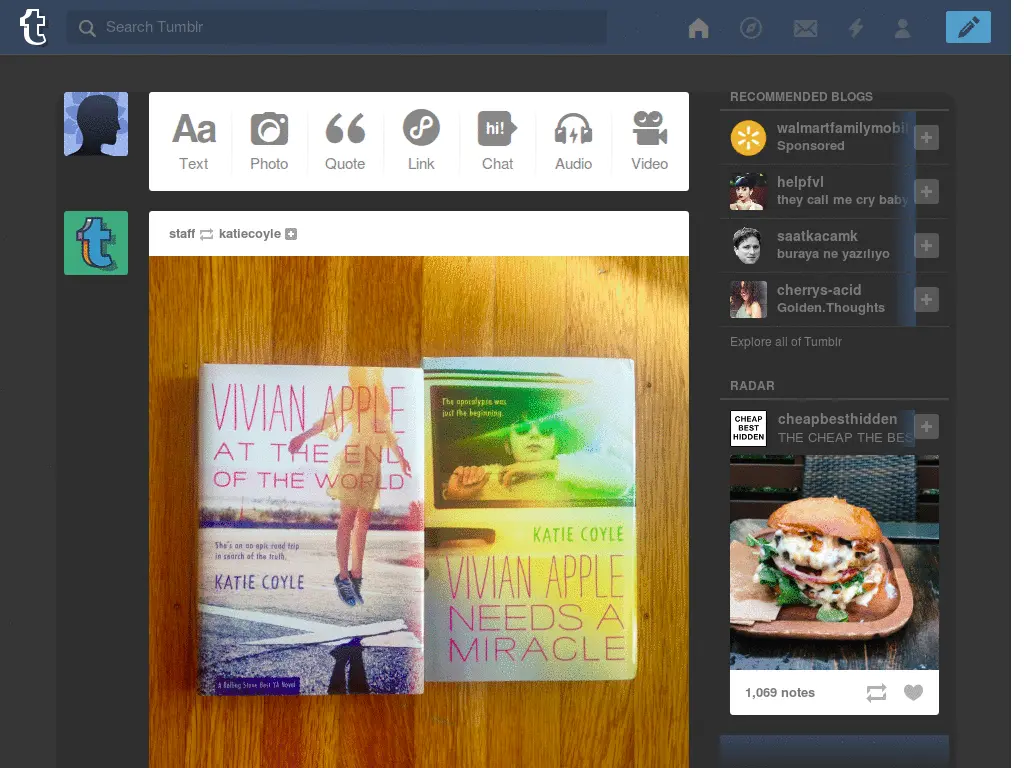 t
Search Tumblr
Aa
Text
Photo
Quote
Link
hi!
Chat
Audio
Video
t
staff katiecoyle
VIVIAN APPLE
AT THE END
OF THE WORLD
She's on an epic road trip
in search of the truth.
KATIE COYLE
A Rolling Stone Best YA Novel
The apocalypse was
just the beginning.
KATIE COYLE
VIVIAN APPLE
NEEDS A
MIRACLE
RECOMMENDED BLOGS
walmartfamilymobil
Sponsored
helpfvl
they call me cry baby
saatkacamk
buraya ne yazılıyo
cherrys-acid
Golden.Thoughts
Explore all of Tumblr
RADAR
CHEAP
BEST
HIDDEN
cheapbesthidden
THE CHEAP THE BES
1,069 notes